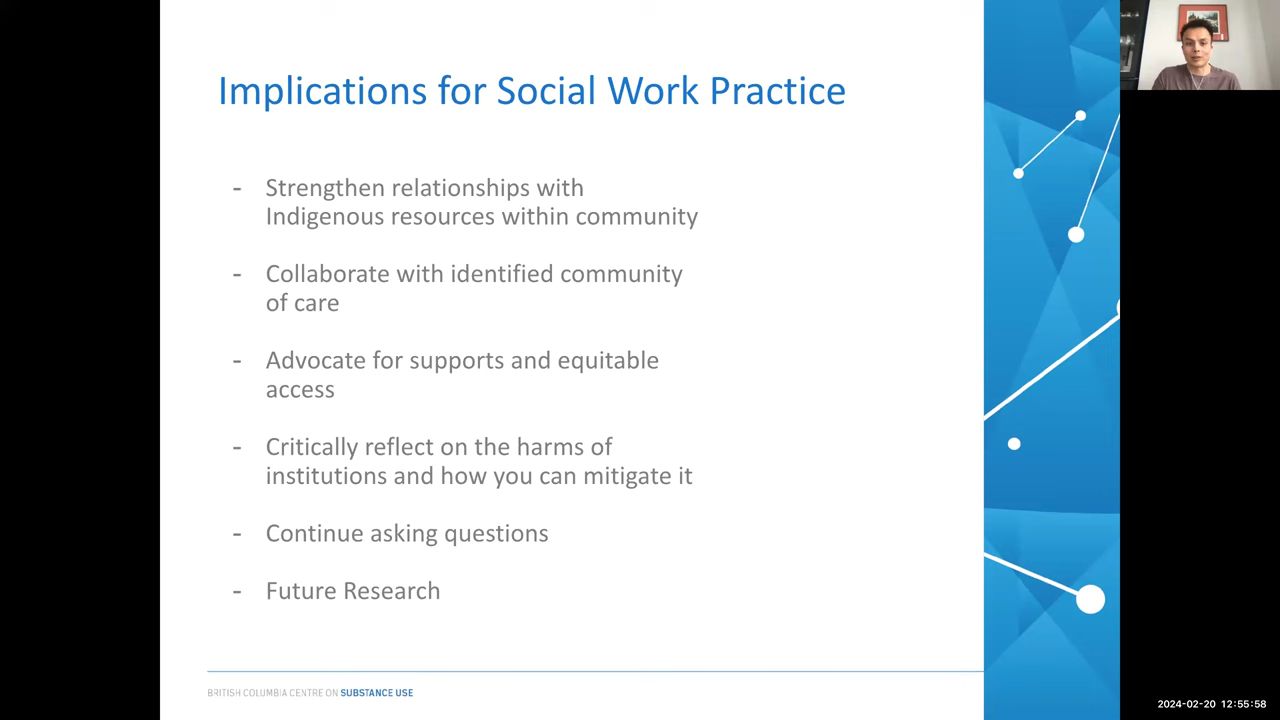 Implications for Social Work Practice
- Strengthen relationships with
Indigenous resources within community
- Collaborate with identified community
of care
- Advocate for supports and equitable
access
- Critically reflect on the harms of
institutions and how you can mitigate it
- Continue asking questions
- Future Research
BRITISH COLUMBIA CENTRE ON SUBSTANCE USE
2024-02-20 12:55:58